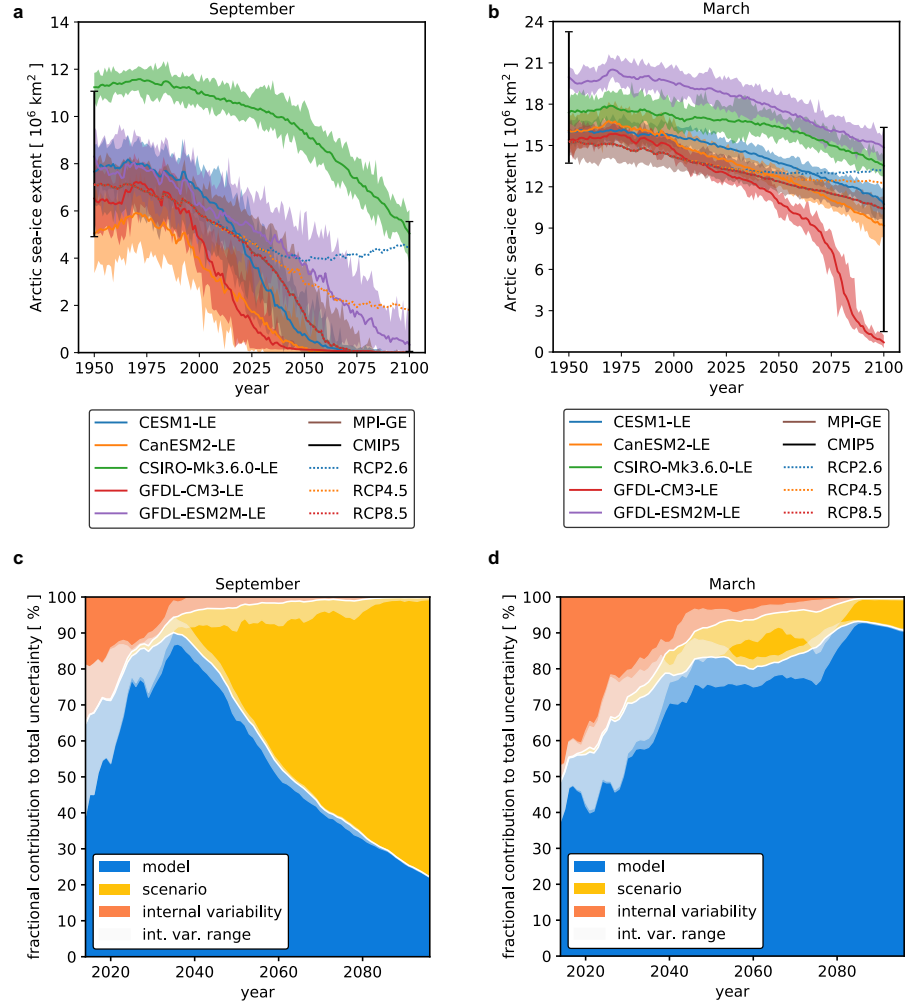 a
September
Arctic sea-ice extent [ 10⁶ km² ]
14
12
10
8
6
4
2
0
1950 1975 2000 2025 2050 2075 2100
year
CESM1-LE
CanESM2-LE
CSIRO-Mk3.6.0-LE
GFDL-CM3-LE
GFDL-ESM2M-LE
MPI-GE
CMIP5
RCP2.6
RCP4.5
RCP8.5
b
March
Arctic sea-ice extent [ 10⁶ km² ]
24
21
18
15
12
9
6
3
0
1950 1975 2000 2025 2050 2075 2100
year
CESM1-LE
CanESM2-LE
CSIRO-Mk3.6.0-LE
GFDL-CM3-LE
GFDL-ESM2M-LE
MPI-GE
CMIP5
RCP2.6
RCP4.5
RCP8.5
c
September
fractional contribution to total uncertainty [ % ]
100
90
80
70
60
50
40
30
20
10
0
2020 2040 2060 2080
year
model
scenario
internal variability
int. var. range
d
March
fractional contribution to total uncertainty [ % ]
100
90
80
70
60
50
40
30
20
10
0
2020 2040 2060 2080
year
model
scenario
internal variability
int. var. range